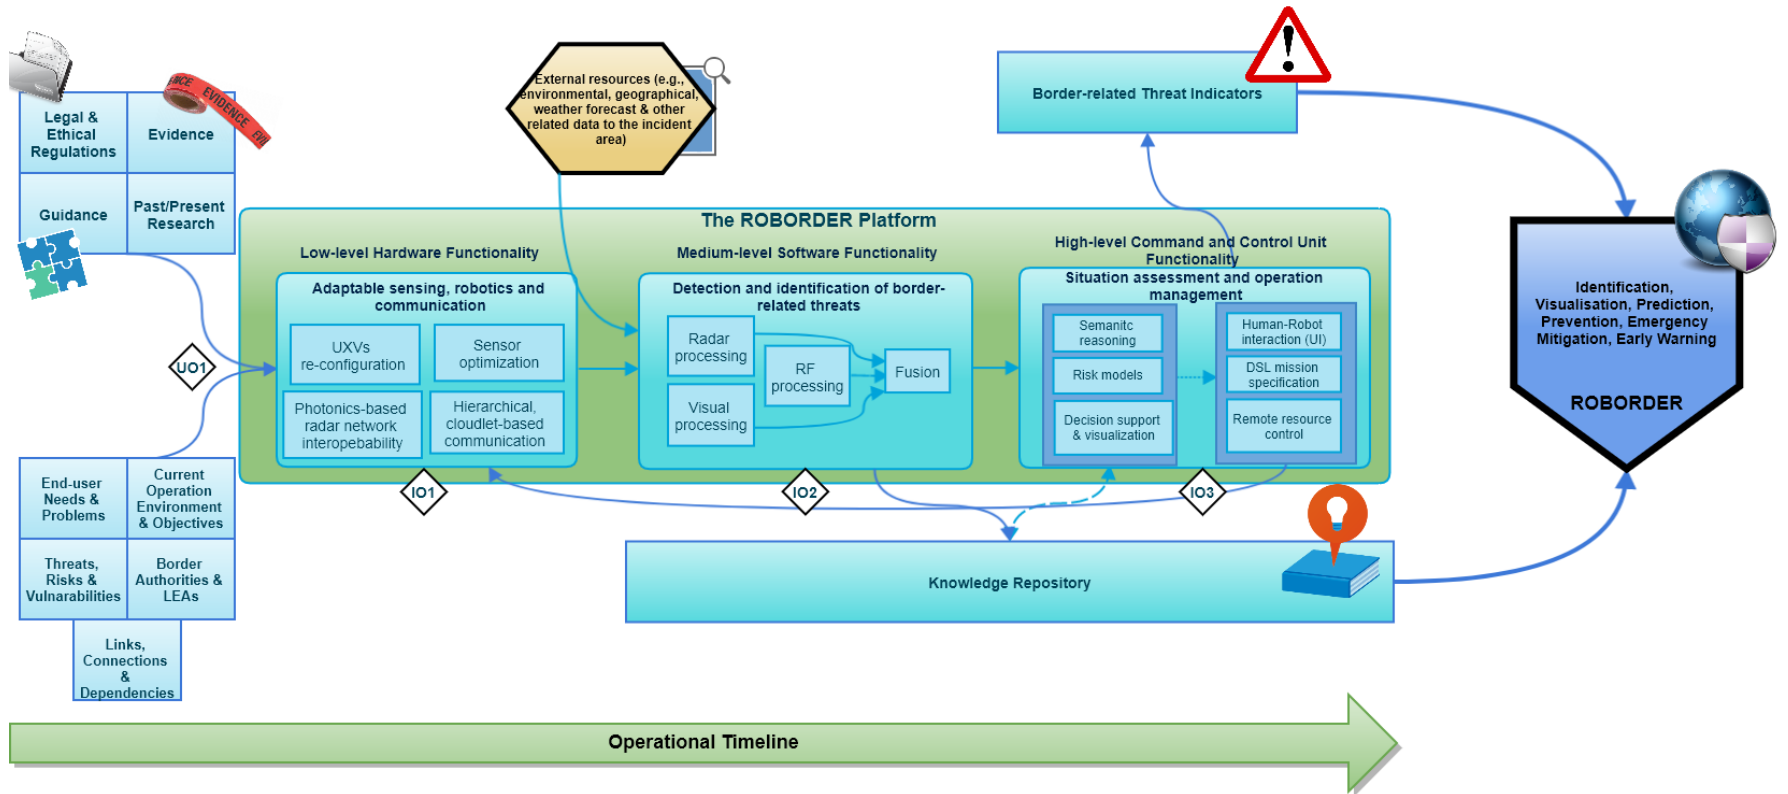 Legal &
Ethical
Regulations
Evidence
EVIDENCE
Guidance
Past/Present
Research
External resources (e.g.,
environmental, geographical,
weather forecast & other
related data to the incident
area)
Border-related Threat Indicators
The ROBORDER Platform
Low-level Hardware Functionality
Adaptable sensing, robotics and
communication
UXVs
re-configuration
Sensor
optimization
Photonics-based
radar network
interopebability
Hierarchical,
cloudlet-based
communication
Medium-level Software Functionality
Detection and identification of border-
related threats
Radar
processing
RF
processing
Visual
processing
Fusion
High-level Command and Control Unit
Functionality
Situation assessment and operation
management
Semanitc
reasoning
Risk models
Decision support
& visualization
Human-Robot
interaction (UI)
DSL mission
specification
Remote resource
control
UO1
IO1
IO2
IO3
End-user
Needs &
Problems
Current
Operation
Environment
& Objectives
Threats,
Risks &
Vulnarabilities
Border
Authorities &
LEAs
Links,
Connections
&
Dependencies
Knowledge Repository
Identification,
Visualisation, Prediction,
Prevention, Emergency
Mitigation, Early Warning
ROBORDER
Operational Timeline